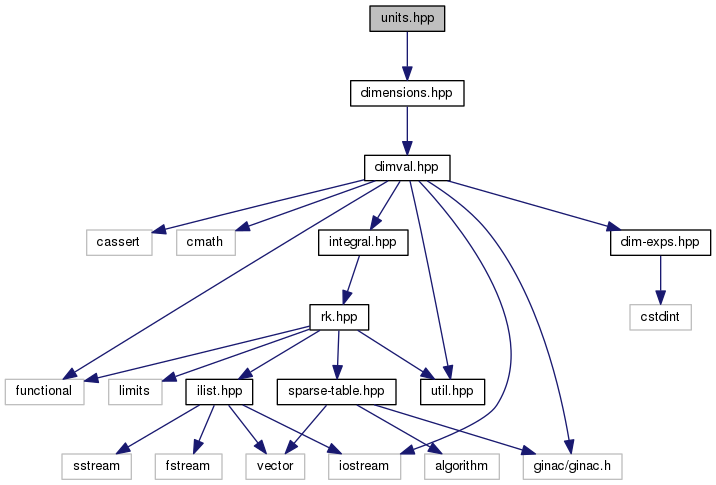 units.hpp
dimensions.hpp
dimval.hpp
cassert
cmath
integral.hpp
dim-exps.hpp
rk.hpp
cstdint
functional
limits
ilist.hpp
sparse-table.hpp
util.hpp
sstream
fstream
vector
iostream
algorithm
ginac/ginac.h